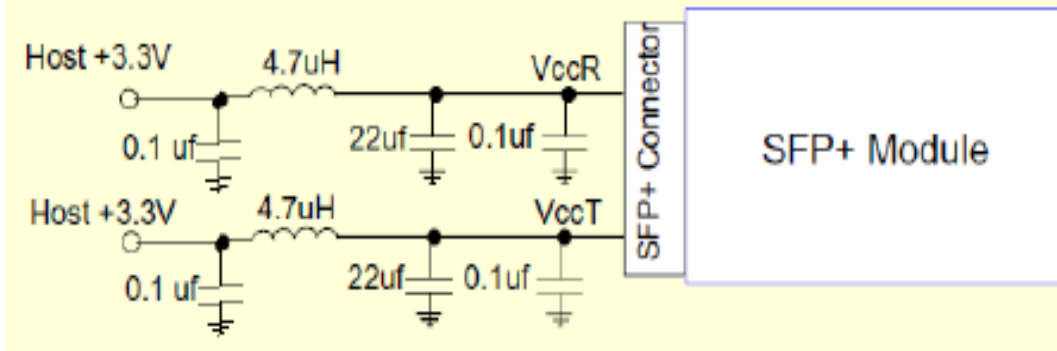 Host +3.3V
4.7uH
VccR
0.1 uf
22uf
0.1uf
Host +3.3V
4.7uH
VccT
0.1 uf
22uf
0.1uf
SFP+ Connector
SFP+ Module